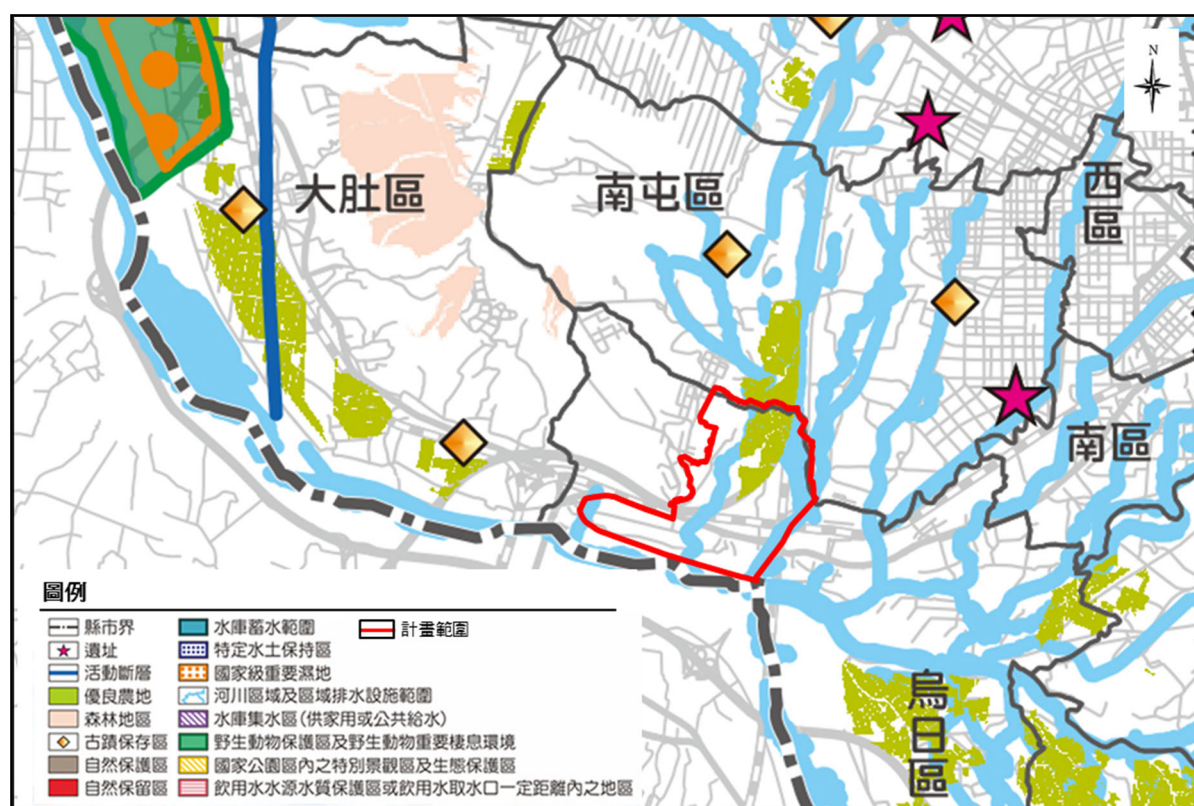 N
大肚區
南屯區
西區
南區
烏日區
圖例
縣市界
遺址
活動斷層
優良農地
森林地區
古蹟保存區
自然保護區
自然保留區
水庫蓄水範圍
特定水土保持區
國家級重要濕地
河川區域及區域排水設施範圍
水庫集水區(供家用或公共給水)
野生動物保護區及野生動物重要棲息環境
國家公園區內之特別景觀區及生態保護區
飲用水水源水質保護區或飲用水取水口一定距離內之地區
計畫範圍